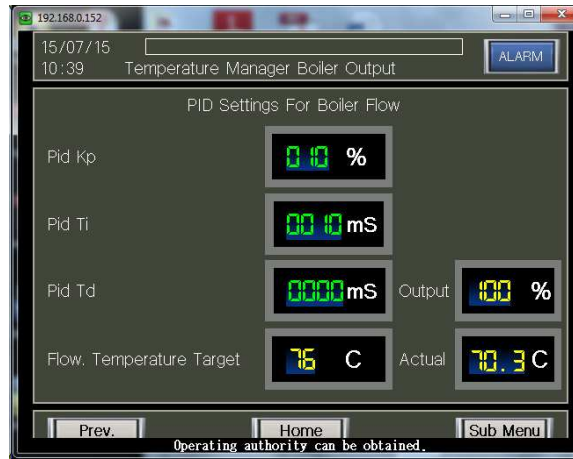 192.168.0.152
15/07/15
10:39 Temperature Manager Boiler Output
ALARM
PID Settings For Boiler Flow
Pid Kp 010 %
Pid Ti 0010 mS
Pid Td 0000 mS Output 100 %
Flow. Temperature Target 76 C Actual 70.3 C
Prev. Home Sub Menu
Operating authority can be obtained.